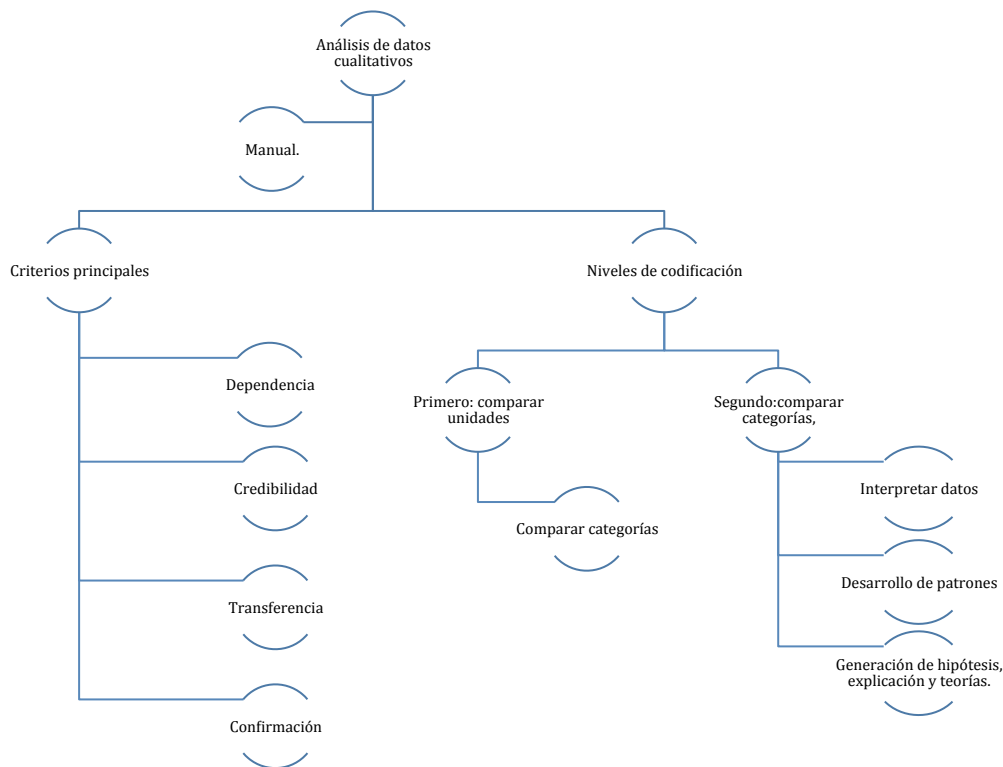 Análisis de datos
cualitativos
Manual.
Criterios principales
Niveles de codificación
Dependencia
Credibilidad
Transferencia
Confirmación
Primero: comparar
unidades
Comparar categorías
Segundo:comparar
categorías,
Interpretar datos
Desarrollo de patrones
Generación de hipótesis,
explicación y teorías.